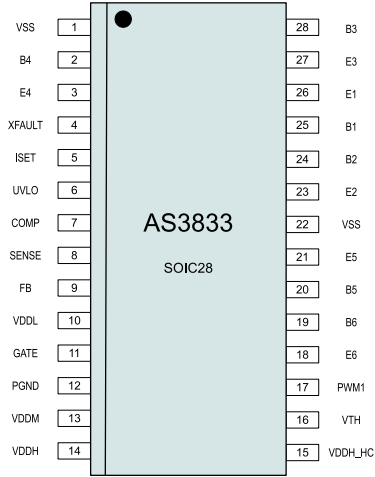 VSS 1 28 B3
B4 2 27 E3
E4 3 26 E1
XFAULT 4 25 B1
ISET 5 24 B2
UVLO 6 23 E2
COMP 7 AS3833 22 VSS
SENSE 8 21 E5
SOIC28
FB 9 20 B5
VDDL 10 19 B6
GATE 11 18 E6
PGND 12 17 PWM1
VDDM 13 16 VTH
VDDH 14 15 VDDH_HC